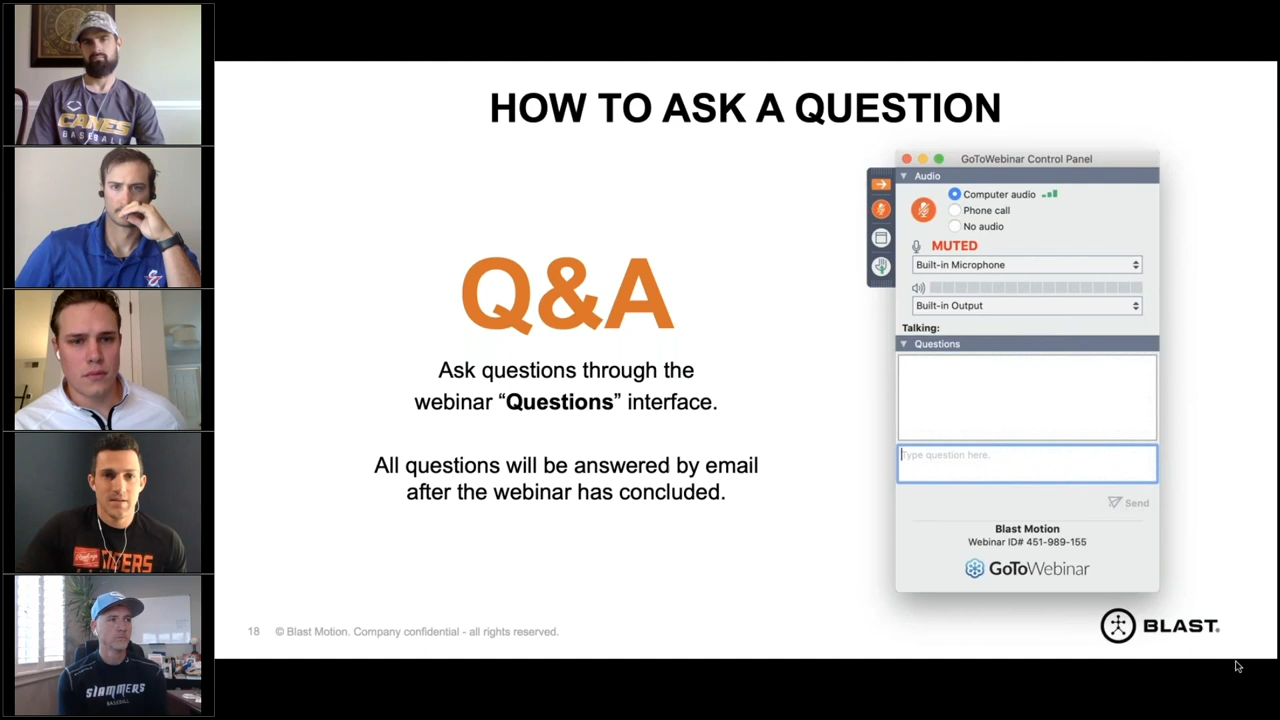 CANES
BASEBALL
Rawlings
SLAMMERS
BASEBALL
HOW TO ASK A QUESTION
Q&A
Ask questions through the
webinar “Questions” interface.
All questions will be answered by email
after the webinar has concluded.
GoToWebinar Control Panel
Audio
Computer audio
Phone call
No audio
MUTED
Built-in Microphone
Built-in Output
Talking:
Questions
Type question here.
Send
Blast Motion
Webinar ID# 451-989-155
GoToWebinar
18 © Blast Motion. Company confidential - all rights reserved.
BLAST®